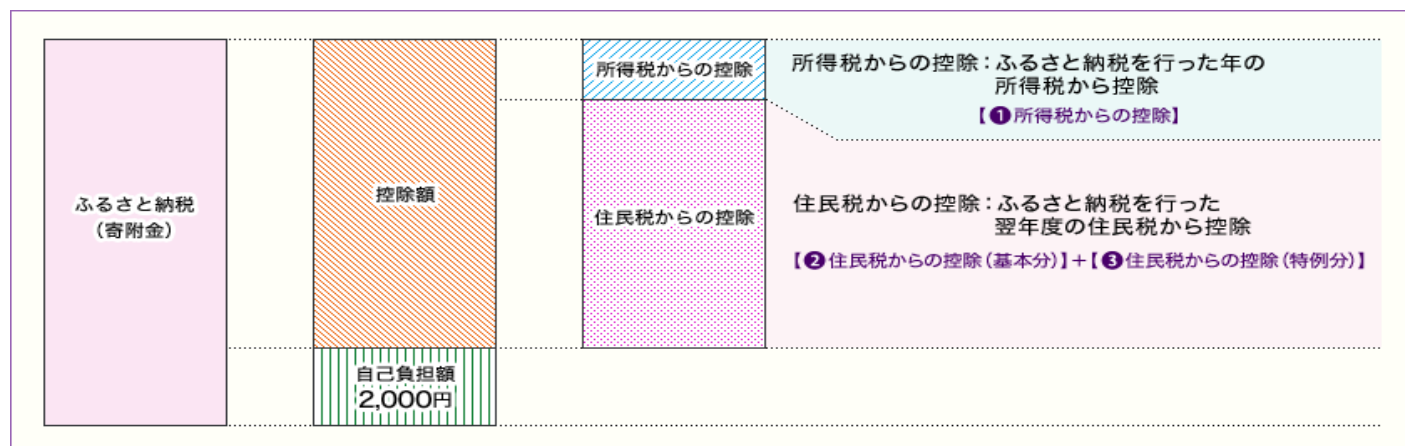 ふるさと納税
（寄附金）
控除額
自己負担額
2,000円
所得税からの控除
住民税からの控除
所得税からの控除：ふるさと納税を行った年の
所得税から控除
【❶所得税からの控除】
住民税からの控除：ふるさと納税を行った
翌年度の住民税から控除
【❷住民税からの控除（基本分）】＋【❸住民税からの控除（特例分）】